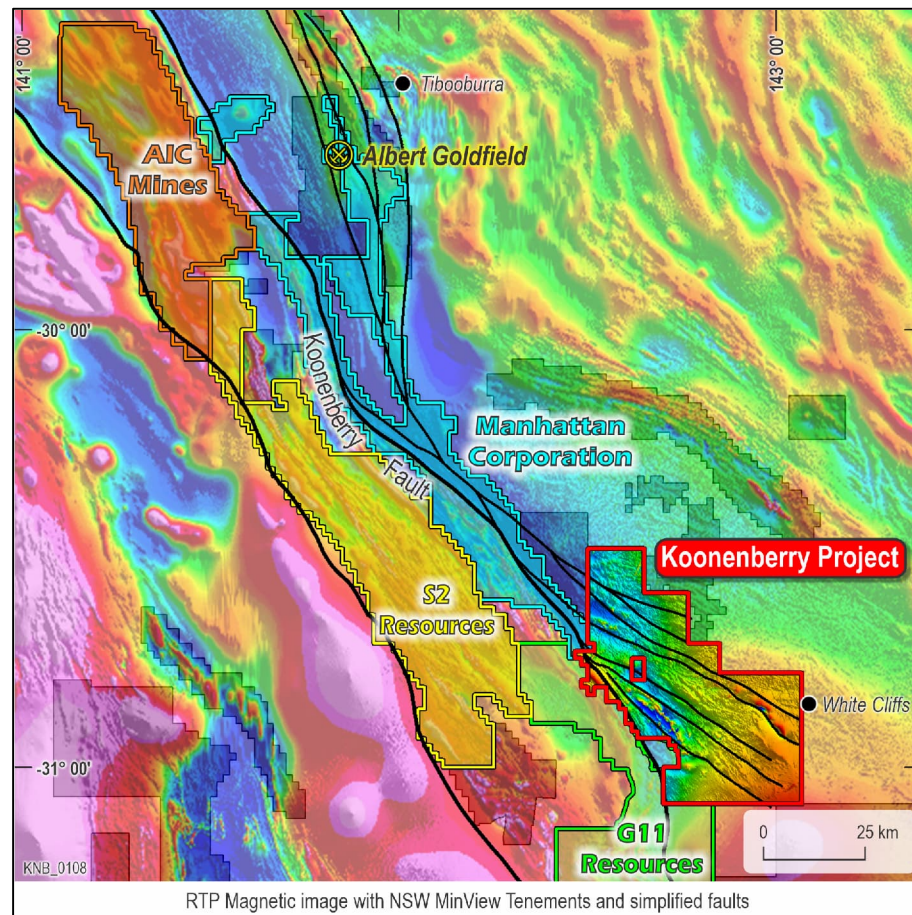 141° 00'
143° 00'
Tibooburra
AIC
Mines
Albert Goldfield
-30° 00'
Koonenberry
Fault
Manhattan
Corporation
Koonenberry Project
S2
Resources
White Cliffs
-31° 00'
G11
Resources
0 25 km
KNB_0108
RTP Magnetic image with NSW MinView Tenements and simplified faults